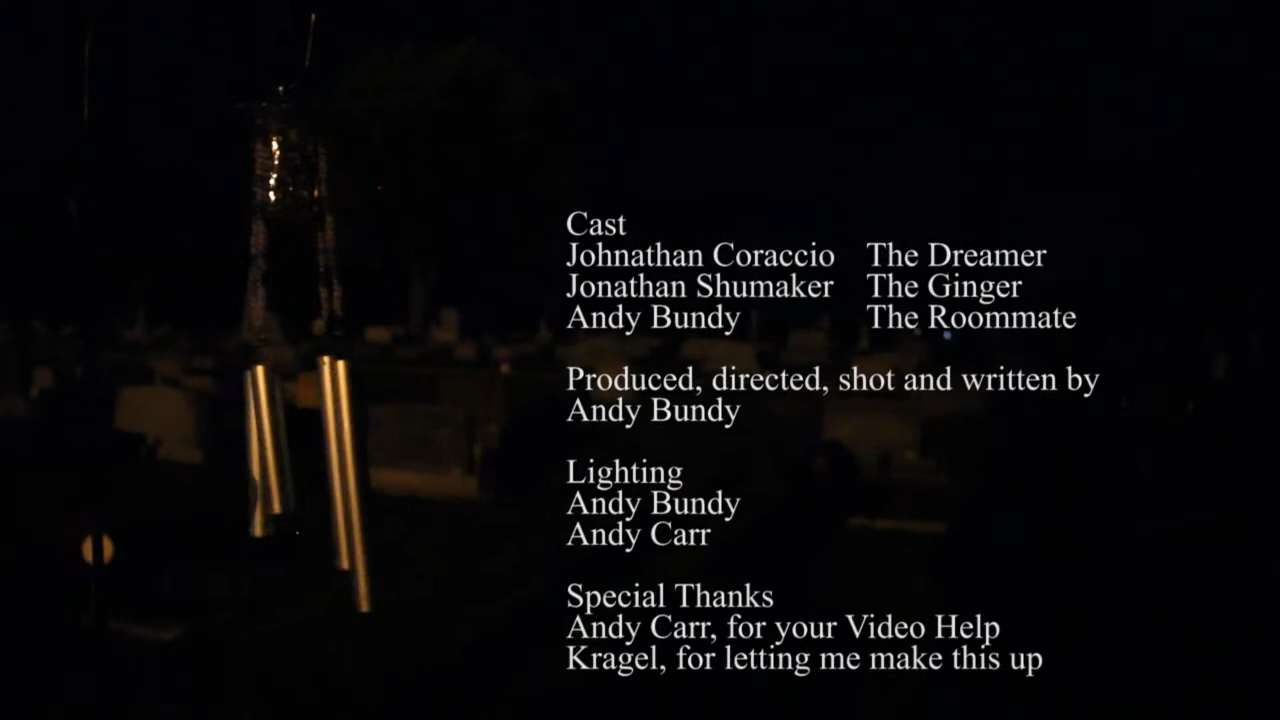 Cast
Johnathan Coraccio The Dreamer
Jonathan Shumaker The Ginger
Andy Bundy The Roommate
Produced, directed, shot and written by
Andy Bundy
Lighting
Andy Bundy
Andy Carr
Special Thanks
Andy Carr, for your Video Help
Kragel, for letting me make this up